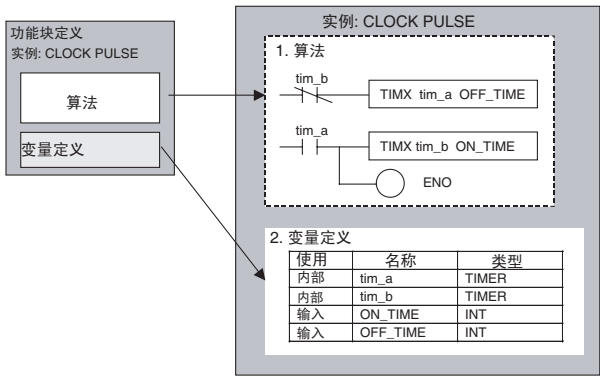 功能块定义
实例: CLOCK PULSE
算法
变量定义
实例: CLOCK PULSE
1. 算法
tim_b
TIMX tim_a OFF_TIME
tim_a
TIMX tim_b ON_TIME
ENO
2. 变量定义
使用 名称 类型
内部 tim_a TIMER
内部 tim_b TIMER
输入 ON_TIME INT
输入 OFF_TIME INT